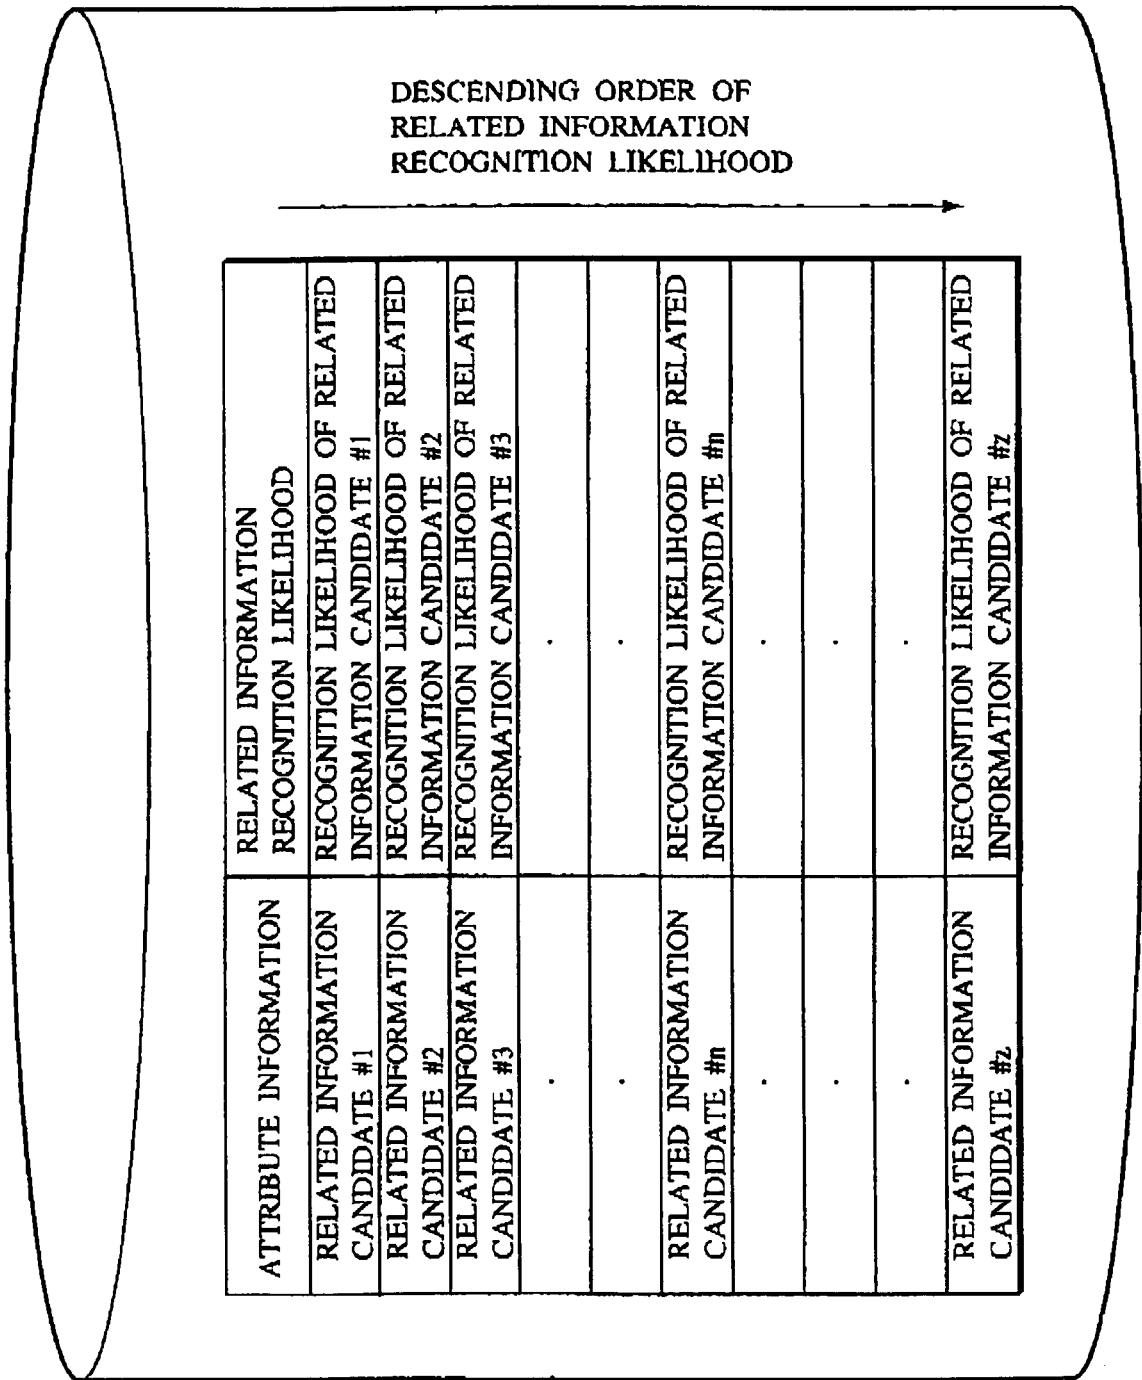 DESCENDING ORDER OF
RELATED INFORMATION
RECOGNITION LIKELIHOOD
ATTRIBUTE INFORMATION
RELATED INFORMATION
RECOGNITION LIKELIHOOD
RELATED INFORMATION
CANDIDATE #1
RECOGNITION LIKELIHOOD OF RELATED
INFORMATION CANDIDATE #1
RELATED INFORMATION
CANDIDATE #2
RECOGNITION LIKELIHOOD OF RELATED
INFORMATION CANDIDATE #2
RELATED INFORMATION
CANDIDATE #3
RECOGNITION LIKELIHOOD OF RELATED
INFORMATION CANDIDATE #3
. .
. .
RELATED INFORMATION
CANDIDATE #n
RECOGNITION LIKELIHOOD OF RELATED
INFORMATION CANDIDATE #n
. .
. .
. .
RELATED INFORMATION
CANDIDATE #z
RECOGNITION LIKELIHOOD OF RELATED
INFORMATION CANDIDATE #z